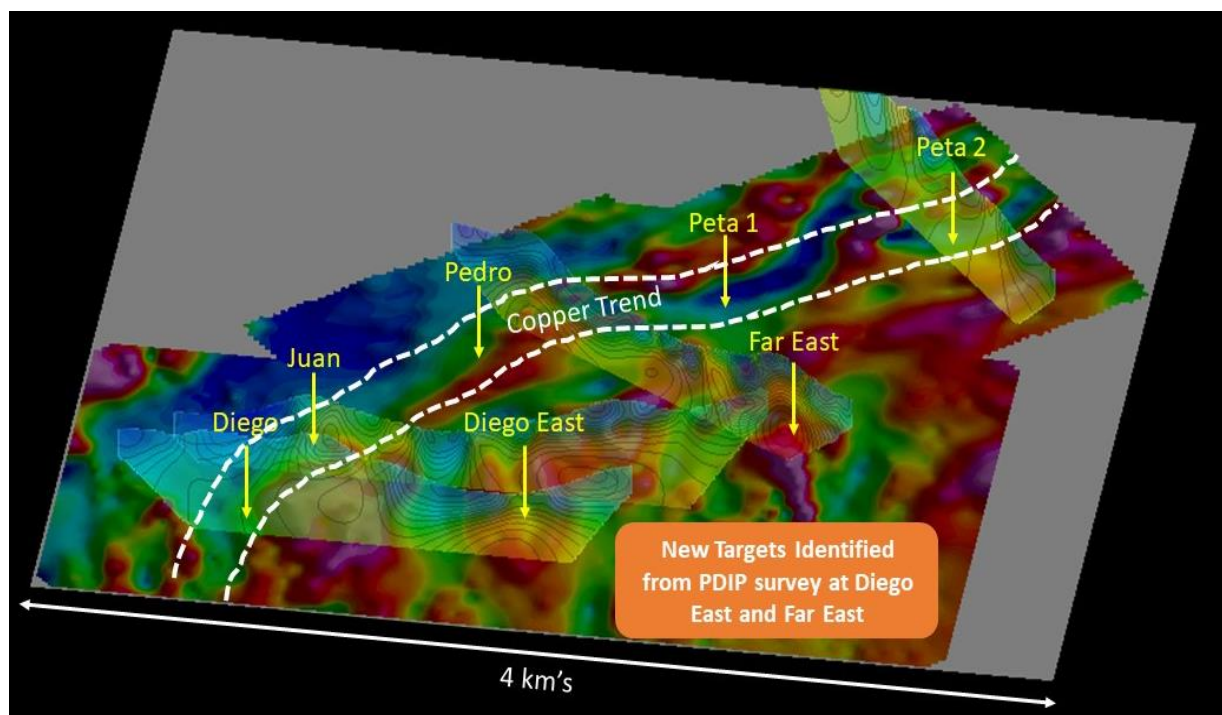 Peta 2
Peta 1
Pedro
Copper Trend
Juan
Far East
Diego
Diego East
New Targets Identified
from PDIP survey at Diego
East and Far East
4 km's